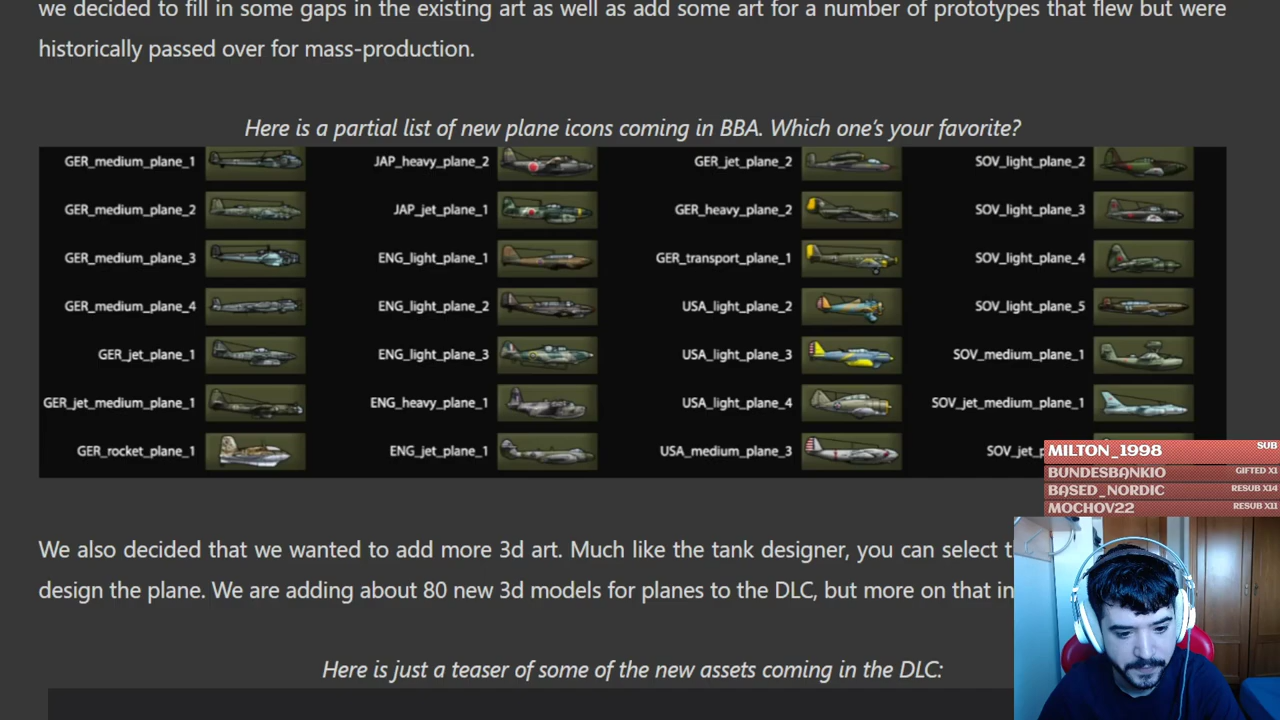 we decided to fill in some gaps in the existing art as well as add some art for a number of prototypes that flew but were
historically passed over for mass-production.
Here is a partial list of new plane icons coming in BBA. Which one's your favorite?
GER_medium_plane_1 JAP_heavy_plane_2 GER_jet_plane_2 SOV_light_plane_2
GER_medium_plane_2 JAP_jet_plane_1 GER_heavy_plane_2 SOV_light_plane_3
GER_medium_plane_3 ENG_light_plane_1 GER_transport_plane_1 SOV_light_plane_4
GER_medium_plane_4 ENG_light_plane_2 USA_light_plane_2 SOV_light_plane_5
GER_jet_plane_1 ENG_light_plane_3 USA_light_plane_3 SOV_medium_plane_1
GER_jet_medium_plane_1 ENG_heavy_plane_1 USA_light_plane_4 SOV_jet_medium_plane_1
GER_rocket_plane_1 ENG_jet_plane_1 USA_medium_plane_3 SOV_jet_
MILTON_1998 SUB
BUNDESBANKIO GIFTED X1
BASED_NORDIC RESUB X14
MOCHOV22 RESUB X11
We also decided that we wanted to add more 3d art. Much like the tank designer, you can select
design the plane. We are adding about 80 new 3d models for planes to the DLC, but more on that in
Here is just a teaser of some of the new assets coming in the DLC: